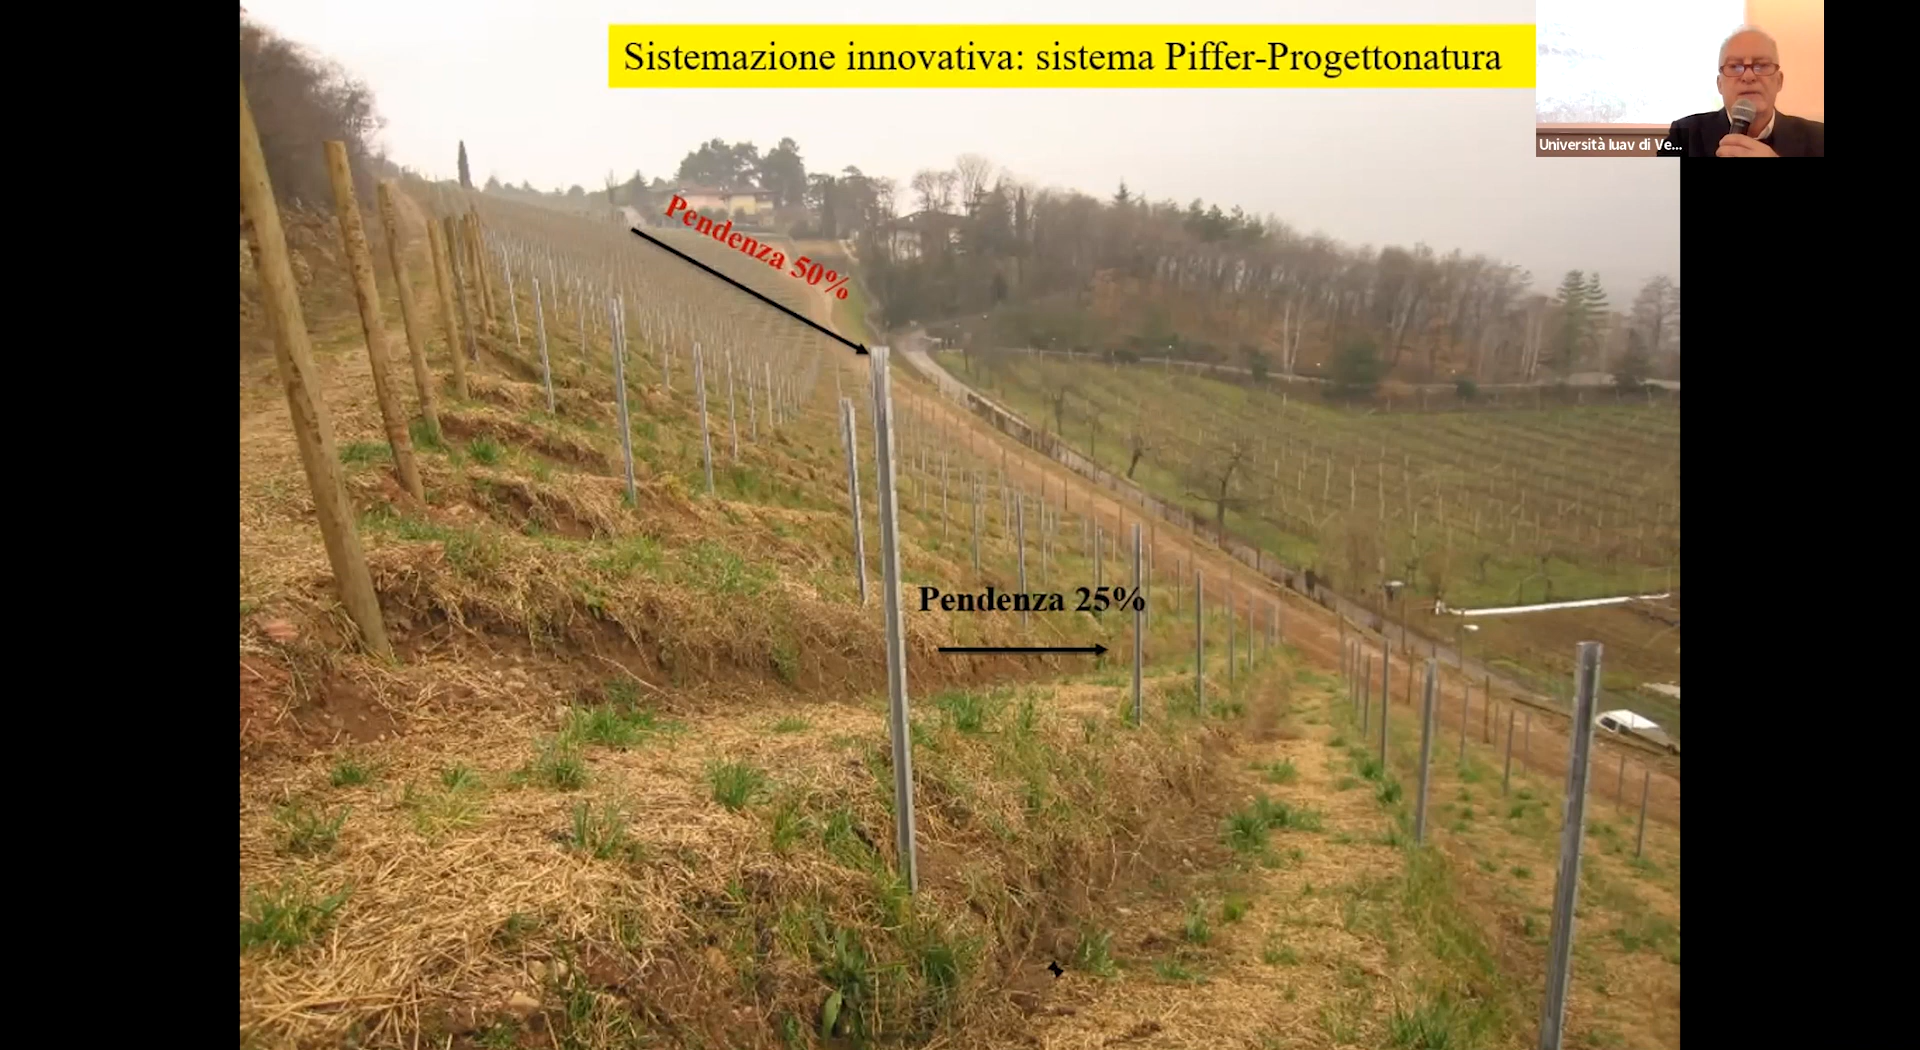 Sistemazione innovativa: sistema Piffer-Progettonatura
Università Iuav di Ve...
Pendenza 50%
Pendenza 25%